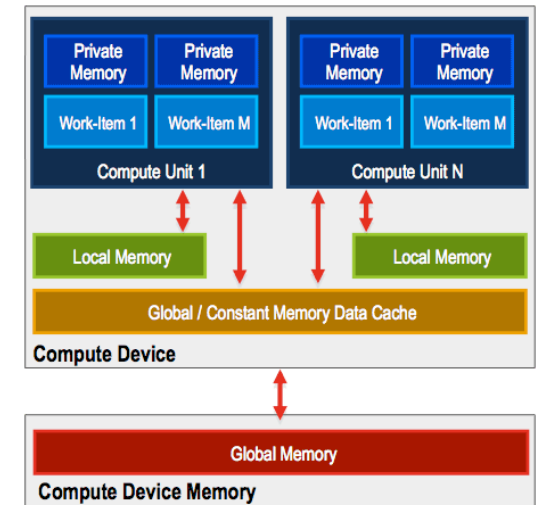 Private Memory
Private Memory
Private Memory
Private Memory
Work-Item 1
Work-Item M
Work-Item 1
Work-Item M
Compute Unit 1
Compute Unit N
Local Memory
Local Memory
Global / Constant Memory Data Cache
Compute Device
Global Memory
Compute Device Memory